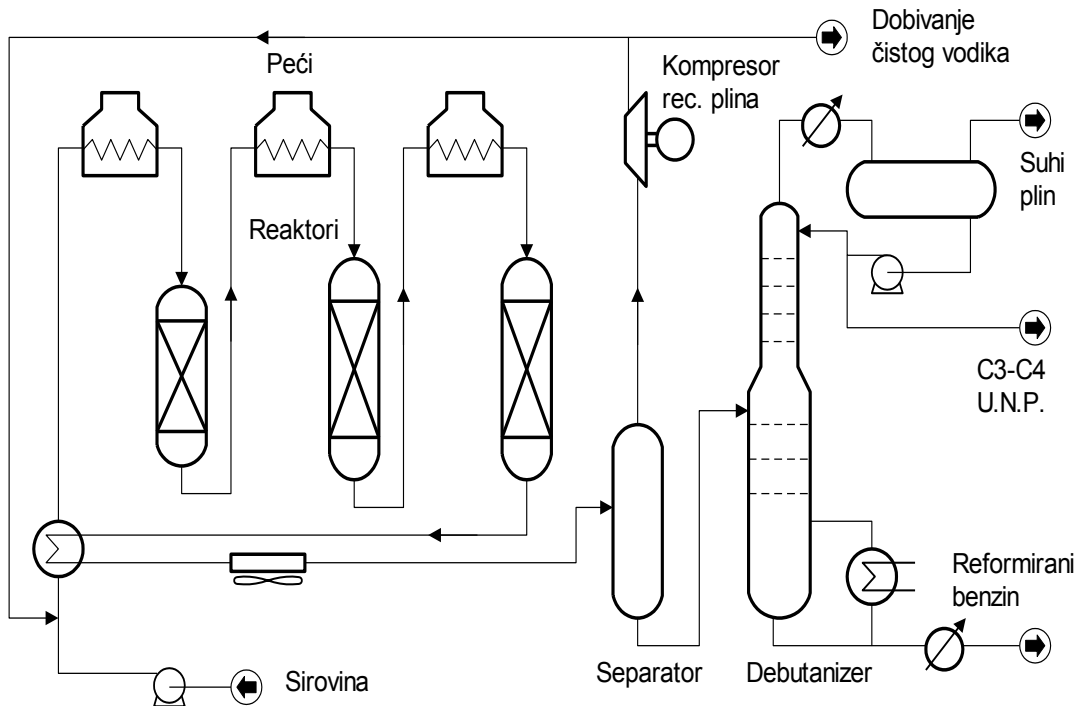 Dobivanje
čistog vodika
Peći
Kompresor
rec. plina
Suhi
plin
Reaktori
C3-C4
U.N.P.
Reformirani
benzin
Separator
Debutanizer
Sirovina